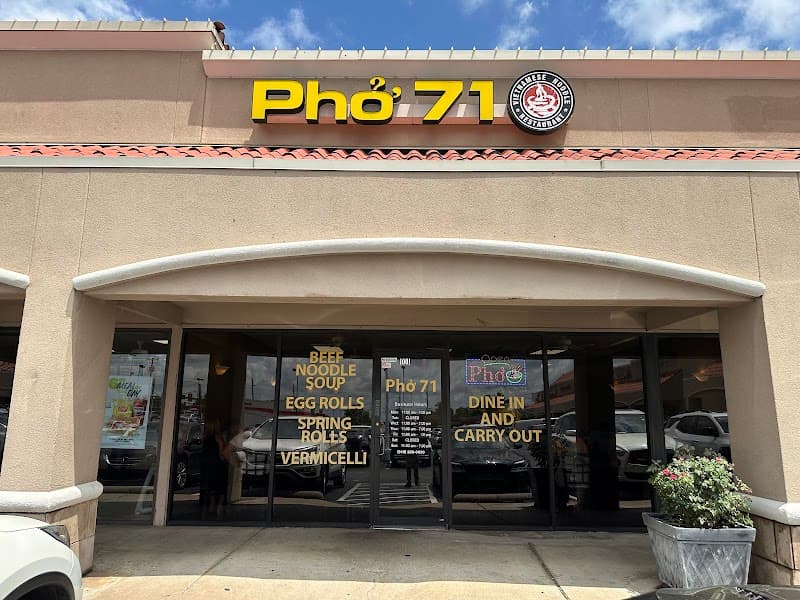 Phở 71
VIETNAMESE NOODLE
RESTAURANT
BEEF
NOODLE
SOUP
EGG ROLLS
SPRING
ROLLS
VERMICELLI
Phở 71
Business Hours
CLOSED
Open
Phở
DINE IN
AND
CARRY OUT